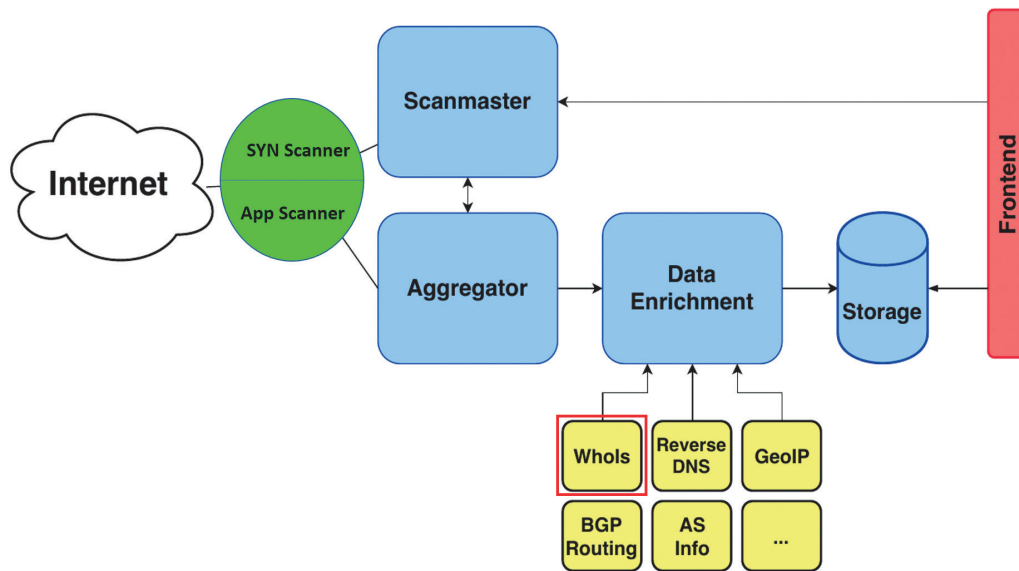 Scanmaster
SYN Scanner
Internet
App Scanner
Frontend
Aggregator
Data
Enrichment
Storage
WhoIs
Reverse
DNS
GeoIP
BGP
Routing
AS
Info
...